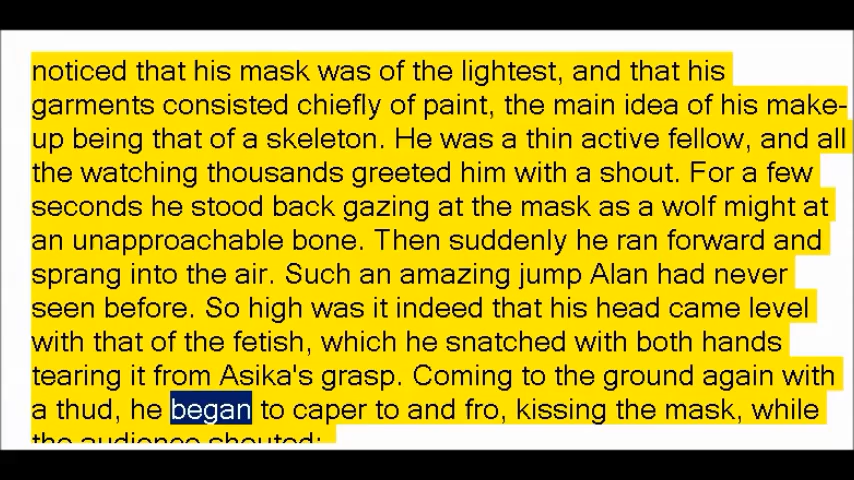 noticed that his mask was of the lightest, and that his
garments consisted chiefly of paint, the main idea of his make-
up being that of a skeleton. He was a thin active fellow, and all
the watching thousands greeted him with a shout. For a few
seconds he stood back gazing at the mask as a wolf might at
an unapproachable bone. Then suddenly he ran forward and
sprang into the air. Such an amazing jump Alan had never
seen before. So high was it indeed that his head came level
with that of the fetish, which he snatched with both hands
tearing it from Asika's grasp. Coming to the ground again with
a thud, he began to caper to and fro, kissing the mask, while
the audience shouted: